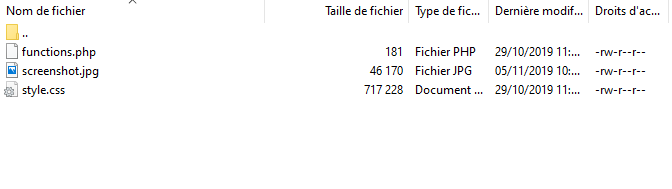 Nom de fichier Taille de fichier Type de fic... Dernière modif... Droits d'ac...
..
functions.php 181 Fichier PHP 29/10/2019 11:... -rw-r--r--
screenshot.jpg 46 170 Fichier JPG 05/11/2019 10:... -rw-r--r--
style.css 717 228 Document ... 29/10/2019 11:... -rw-r--r--